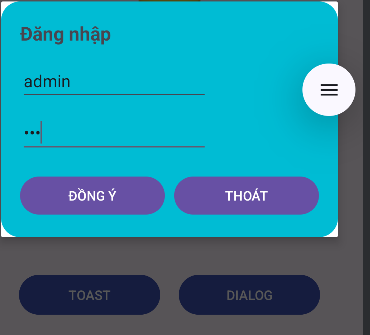 Đăng nhập
admin
•••
ĐỒNG Ý THOÁT
TOAST DIALOG